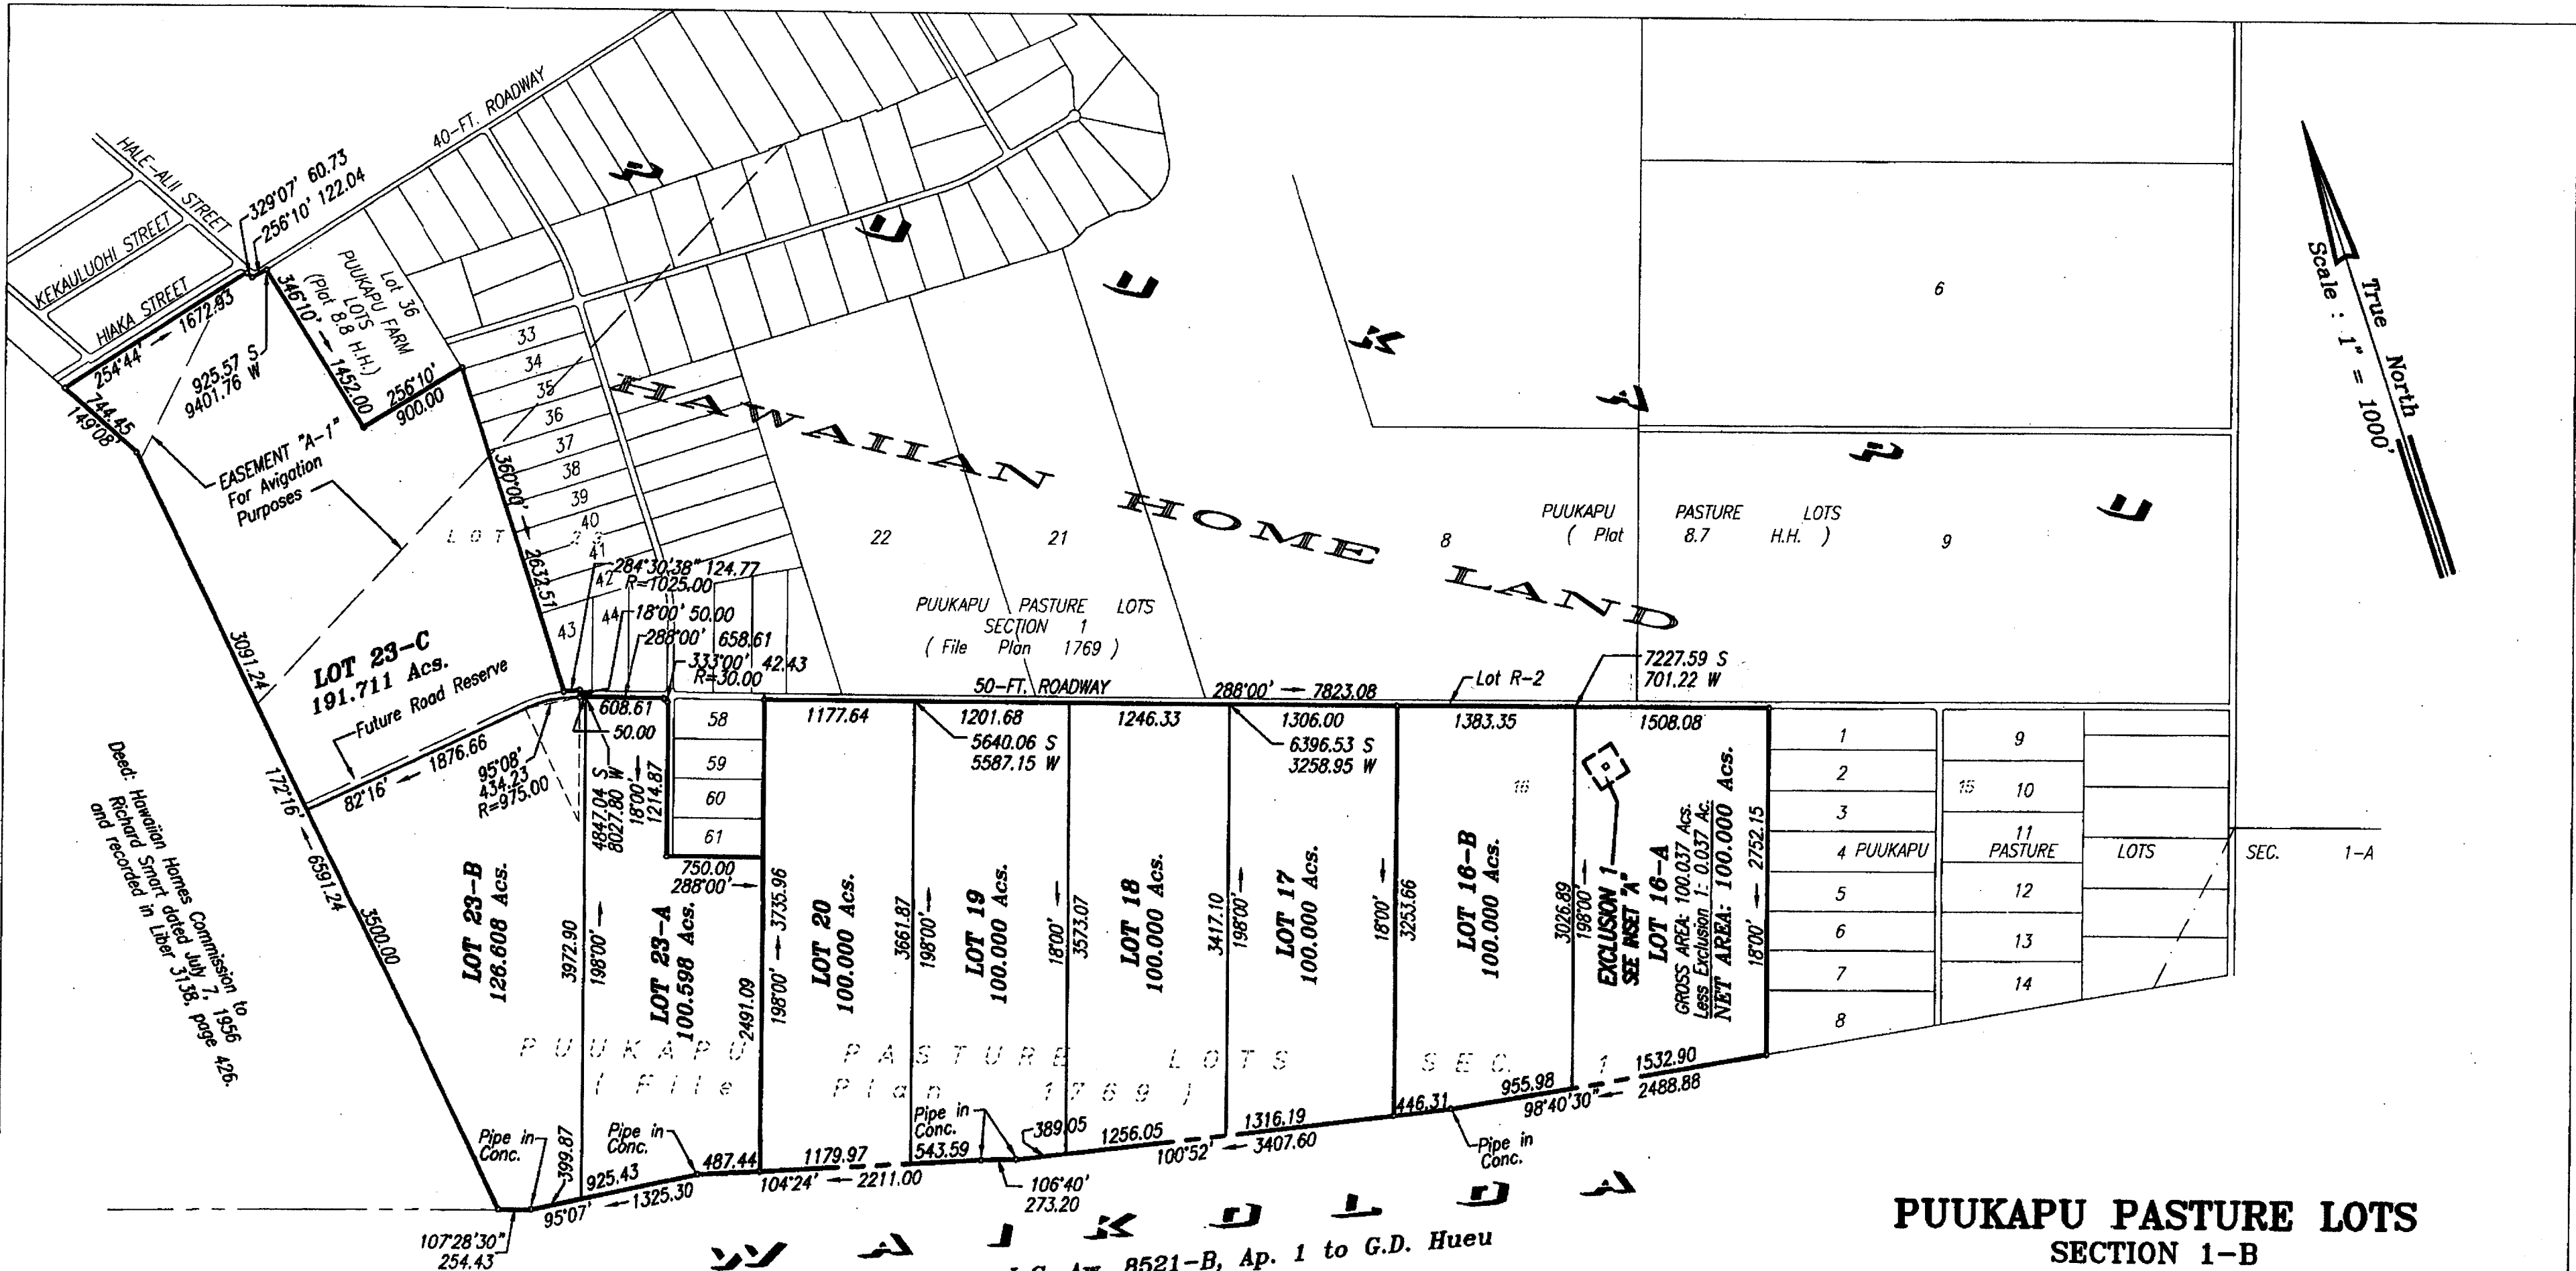 HALE-ALII STREET
329°07' 60.73
256°10' 122.04
40-FT. ROADWAY
KEKAULUOHI STREET
HIAKA STREET
254°44' 1672.93
744.45
149°08'
925.57 S
9401.76 W
346°10' 1452.00
Lot 36
PUUKAPU FARM
LOTS
(Plat 8.8 H.H.)
256°10'
900.00
EASEMENT "A-1"
For Avigation
Purposes
360°00' 2632.51
33
34
35
36
37
38
39
40
41
42
43
44
LOT 23
284°30'38" 124.77
R=1025.00
18°00' 50.00
288°00' 658.61
333°00' 42.43
R=30.00
3091.24
LOT 23-C
191.711 Acs.
Future Road Reserve
82°16' 1876.66
95°08'
434.23
R=975.00
172°16' 6591.24
3500.00
Deed: Hawaiian Homes Commission to
Richard Smart dated July 7, 1956
and recorded in Liber 3138, page 426.
PUUKAPU
HAWAIIAN HOME LAND
22
21
8
9
6
PUUKAPU PASTURE LOTS
SECTION 1
( File Plan 1769 )
PUUKAPU PASTURE LOTS
( Plat 8.7 H.H. )
True North
Scale : 1" = 1000'
50-FT. ROADWAY
288°00' 7823.08
Lot R-2
7227.59 S
701.22 W
608.61
50.00
4847.04 S
8027.80 W
18°00'
1214.87
58
59
60
61
750.00
288°00'
1177.64
1201.68
5640.06 S
5587.15 W
1246.33
1306.00
6396.53 S
3258.95 W
1383.35
1508.08
LOT 23-B
126.608 Acs.
3972.90
198°00'
LOT 23-A
100.598 Acs.
2491.09
198°00' 3735.96
LOT 20
100.000 Acs.
3661.87
198°00'
LOT 19
100.000 Acs.
18°00'
3573.07
LOT 18
100.000 Acs.
3417.10
198°00'
LOT 17
100.000 Acs.
18°00'
3253.66
16
LOT 16-B
100.000 Acs.
3026.89
198°00'
EXCLUSION 1
SEE INSET "A"
LOT 16-A
GROSS AREA: 100.037 Acs.
Less Exclusion 1: 0.037 Ac.
NET AREA: 100.000 Acs.
18°00' 2752.15
1
2
3
4 PUUKAPU
5
6
7
8
9
15
10
11
PASTURE
12
13
14
LOTS
SEC. 1-A
PUUKAPU PASTURE LOTS SEC. 1
( File Plan 1769 )
Pipe in
Conc.
399.87
Pipe in
Conc.
925.43
487.44
1179.97
Pipe in
Conc.
543.59
389.05
1256.05
1316.19
446.31
955.98
1532.90
98°40'30" 2488.88
Pipe in
Conc.
107°28'30"
254.43
95°07' 1325.30
104°24' 2211.00
106°40'
273.20
100°52' 3407.60
WAIKOLOA
8521-B, Ap. 1 to G.D. Hueu
PUUKAPU PASTURE LOTS
SECTION 1-B